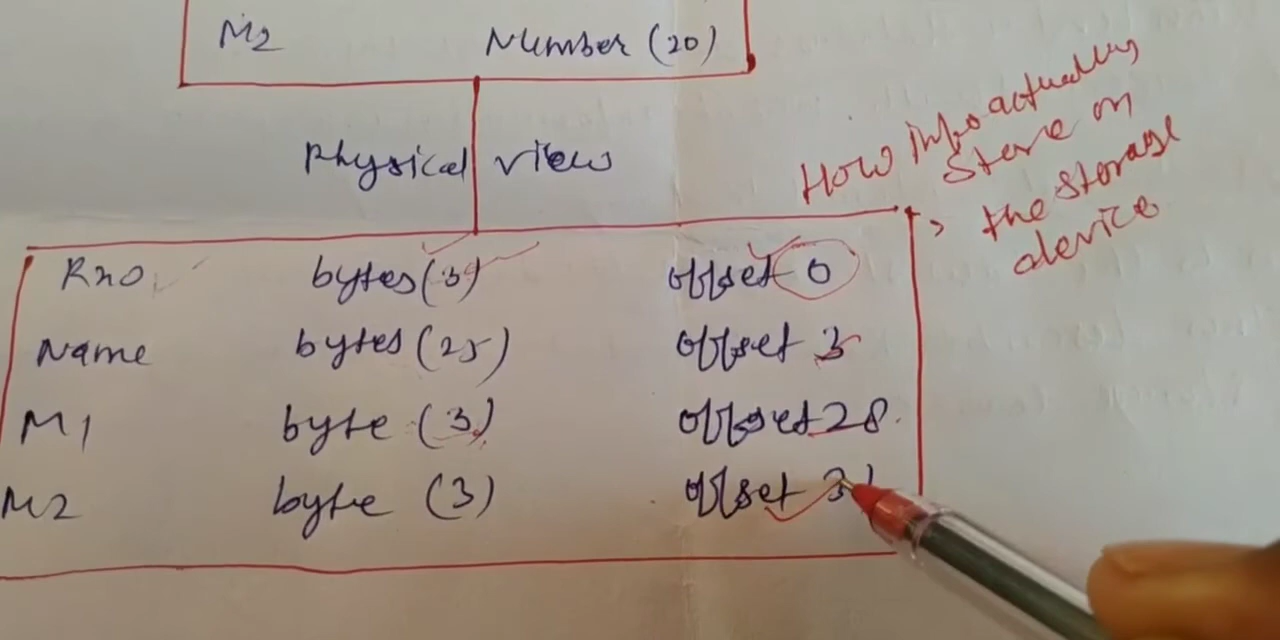 M2 Number (20)
Physical view
How info actually
store on
the storage
device
Rno bytes (3) offset 0
Name bytes (25) offset 3
M1 byte (3) offset 28
M2 byte (3) offset 31